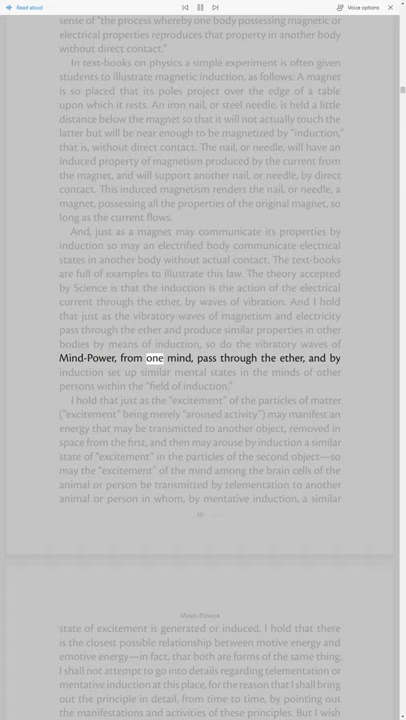 Read aloud
Voice options
sense of "the process whereby one body possessing magnetic or
electrical properties reproduces that property in another body
without direct contact."
In text-books on physics a simple experiment is often given
students to illustrate magnetic induction, as follows: A magnet
is so placed that its poles project over the edge of a table
upon which it rests. An iron nail, or steel needle, is held a little
distance below the magnet so that it will not actually touch the
latter but will be near enough to be magnetized by "induction,"
that is, without direct contact. The nail, or needle, will have an
induced property of magnetism produced by the current from
the magnet, and will support another nail, or needle, by direct
contact. This induced magnetism renders the nail, or needle, a
magnet, possessing all the properties of the original magnet, so
long as the current flows.
And, just as a magnet may communicate its properties by
induction so may an electrified body communicate electrical
states in another body without actual contact. The text-books
are full of examples to illustrate this law. The theory accepted
by Science is that the induction is the action of the electrical
current through the ether, by waves of vibration. And I hold
that just as the vibratory-waves of magnetism and electricity
pass through the ether and produce similar properties in other
bodies by means of induction, so do the vibratory waves of
Mind-Power, from one mind, pass through the ether, and by
induction set up similar mental states in the minds of other
persons within the "field of induction."
I hold that just as the "excitement" of the particles of matter
("excitement" being merely "aroused activity") may manifest an
energy that may be transmitted to another object, removed in
space from the first, and then may arouse by induction a similar
state of "excitement" in the particles of the second object—so
may the "excitement" of the mind among the brain cells of the
animal or person be transmitted by telementation to another
animal or person in whom, by mentative induction, a similar
Mind-Power
state of excitement is generated or induced. I hold that there
is the closest possible relationship between motive energy and
emotive energy—in fact, that both are forms of the same thing.
I shall not attempt to go into details regarding telementation or
mentative induction at this place, for the reason that I shall bring
out the principle in detail, from time to time, by pointing out
the manifestations and activities of these principles. But I wish